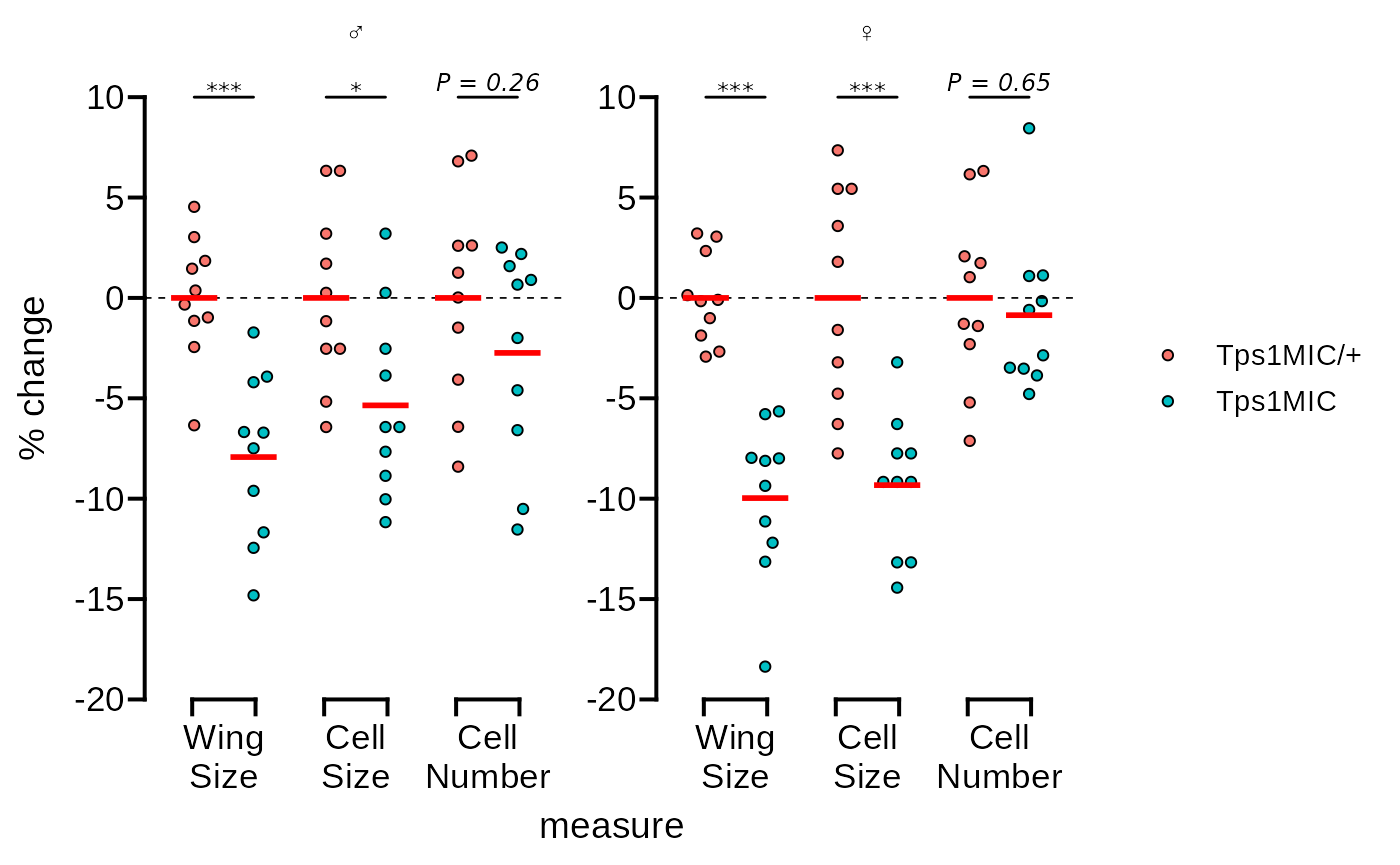 ♂ ♀
*** * P = 0.26 *** *** P = 0.65
10 10
5 5
0 0
-5 -5
-10 -10
-15 -15
-20 -20
% change
Tps1MIC/+
Tps1MIC
Wing Cell Cell Wing Cell Cell
Size Size Number Size Size Number
measure